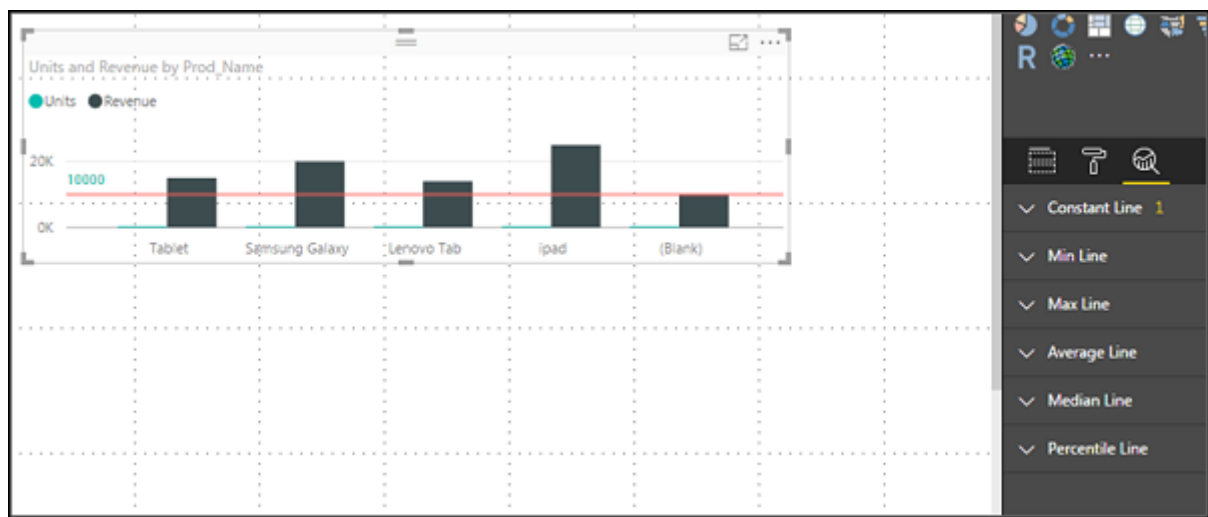 Units and Revenue by Prod_Name
Units Revenue
20K
10000
0K
Tablet Samsung Galaxy Lenovo Tab ipad (Blank)
R ...
Constant Line 1
Min Line
Max Line
Average Line
Median Line
Percentile Line